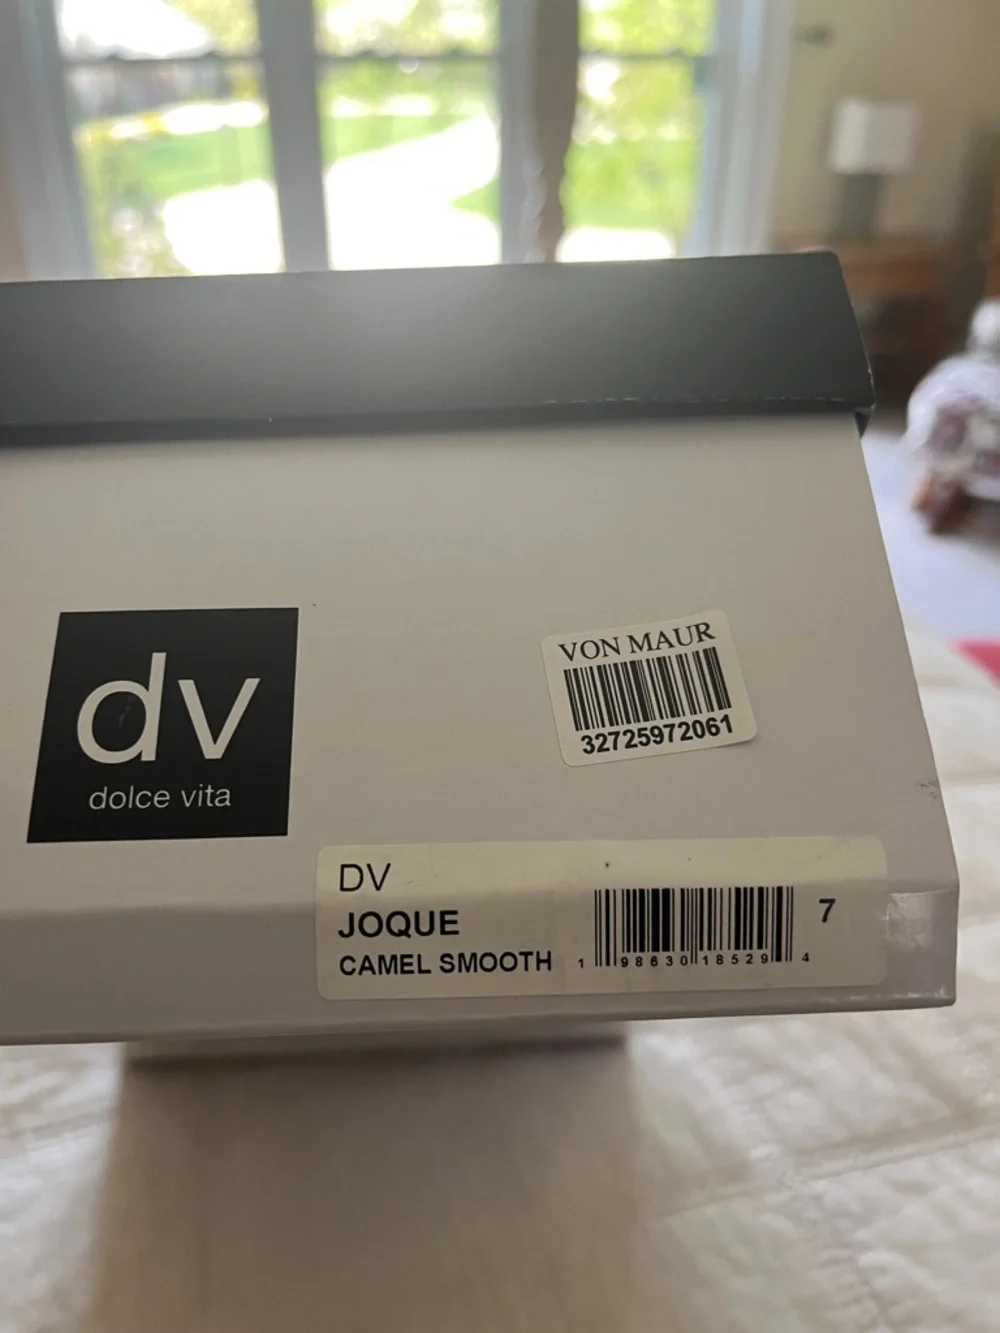 dv
dolce vita
VON MAUR
32725972061
DV
JOQUE
CAMEL SMOOTH
1 98630 18529 4
7